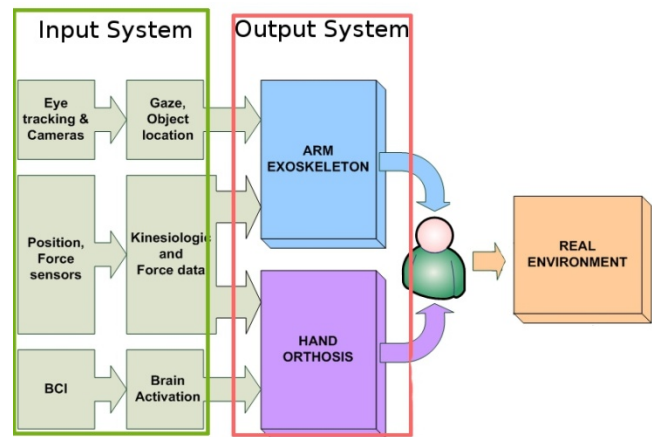 Input System
Output System
Eye
tracking &
Cameras
Gaze,
Object
location
ARM
EXOSKELETON
Position,
Force
sensors
Kinesiologic
and
Force data
REAL
ENVIRONMENT
HAND
ORTHOSIS
BCI
Brain
Activation